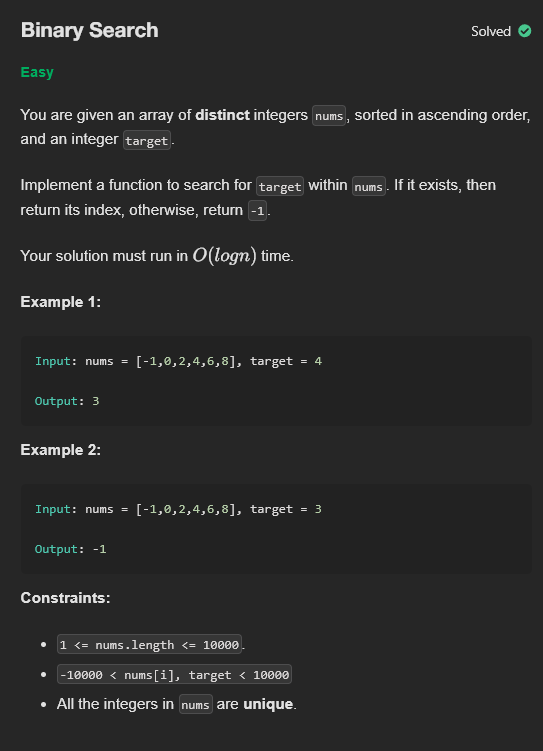 Binary Search
Solved
Easy
You are given an array of distinct integers nums, sorted in ascending order,
and an integer target.
Implement a function to search for target within nums. If it exists, then
return its index, otherwise, return -1.
Your solution must run in O(logn) time.
Example 1:
Input: nums = [-1,0,2,4,6,8], target = 4
Output: 3
Example 2:
Input: nums = [-1,0,2,4,6,8], target = 3
Output: -1
Constraints:
• 1 <= nums.length <= 10000.
• -10000 < nums[i], target < 10000
• All the integers in nums are unique.